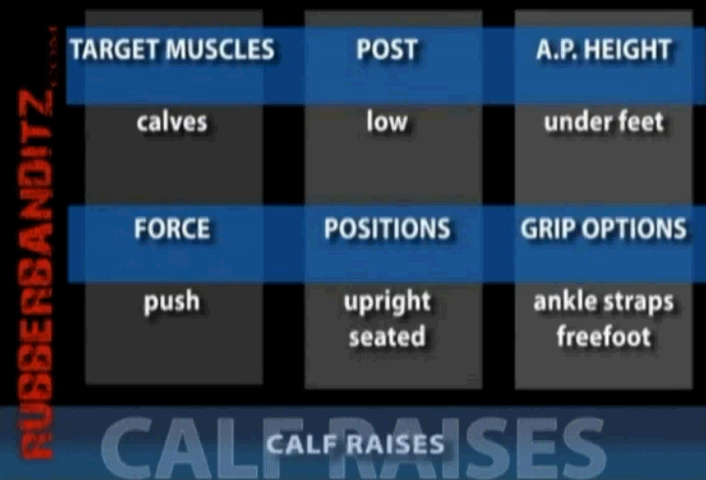 RUBBERBANDITZ.COM
TARGET MUSCLES
POST
A.P. HEIGHT
calves
low
under feet
FORCE
POSITIONS
GRIP OPTIONS
push
upright
seated
ankle straps
freefoot
CALF RAISES
CALF RAISES